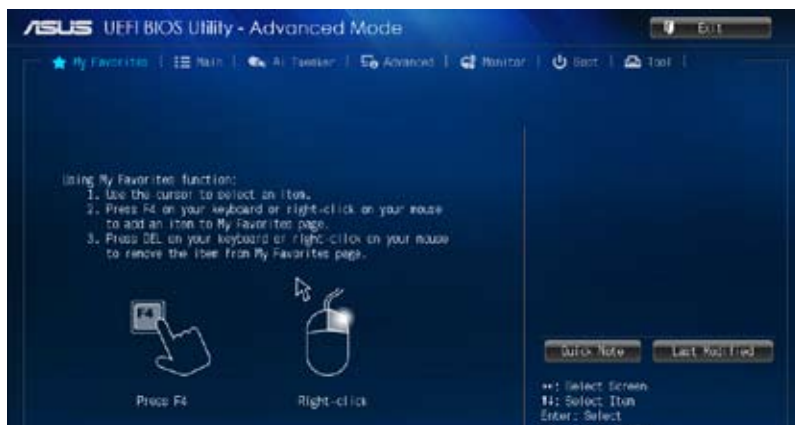 ASUS UEFI BIOS Utility - Advanced Mode
Exit
My Favorites | Main | Ai Tweaker | Advanced | Monitor | Boot | Tool |
Using My Favorites function:
1. Use the cursor to select an item.
2. Press F4 on your keyboard or right-click on your mouse
to add an item to My Favorites page.
3. Press DEL on your keyboard or right-click on your mouse
to remove the item from My Favorites page.
F4
Press F4
Right-click
Quick Note
Last Modified
→←: Select Screen
↑↓: Select Item
Enter: Select